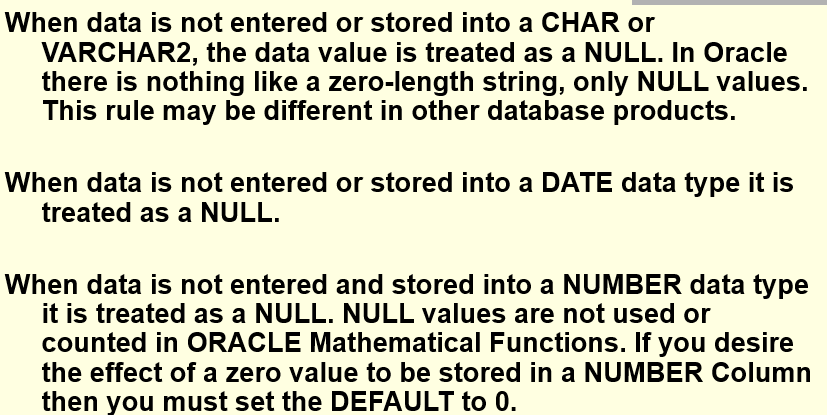 When data is not entered or stored into a CHAR or
VARCHAR2, the data value is treated as a NULL. In Oracle
there is nothing like a zero-length string, only NULL values.
This rule may be different in other database products.
When data is not entered or stored into a DATE data type it is
treated as a NULL.
When data is not entered and stored into a NUMBER data type
it is treated as a NULL. NULL values are not used or
counted in ORACLE Mathematical Functions. If you desire
the effect of a zero value to be stored in a NUMBER Column
then you must set the DEFAULT to 0.